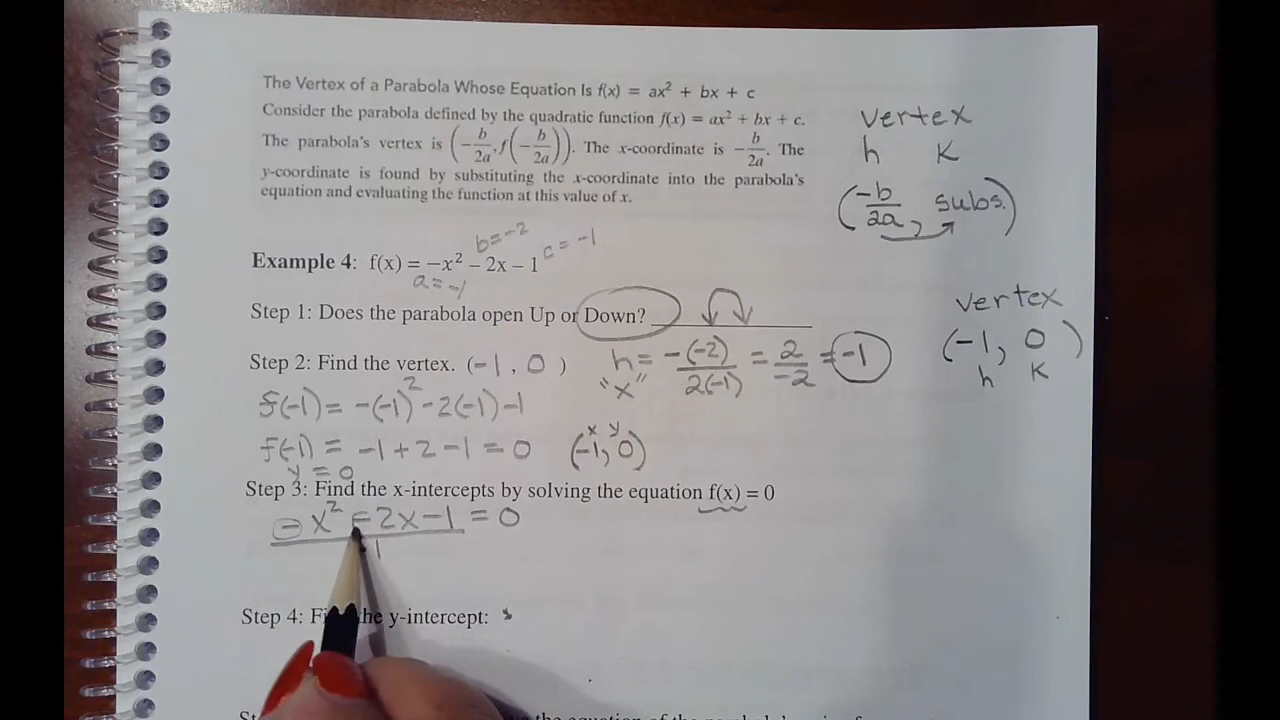 The Vertex of a Parabola Whose Equation Is f(x) = ax² + bx + c
Consider the parabola defined by the quadratic function f(x) = ax² + bx + c.
The parabola's vertex is (-b/2a, f(-b/2a)). The x-coordinate is -b/2a. The
y-coordinate is found by substituting the x-coordinate into the parabola's
equation and evaluating the function at this value of x.
vertex
h K
(-b/2a, subs.)
b=-2
c=-1
Example 4: f(x) = −x² − 2x − 1
a=-1
Step 1: Does the parabola open Up or Down?
Step 2: Find the vertex. (-1, 0)
h = -(-2)/2(-1) = 2/-2 = -1
"x"
vertex
(-1, 0)
h K
f(-1) = -(-1)² -2(-1) -1
f(-1) = -1 + 2 - 1 = 0
x y
(-1, 0)
y = 0
Step 3: Find the x-intercepts by solving the equation f(x) = 0
-x² - 2x - 1 = 0
Step 4: the y-intercept: